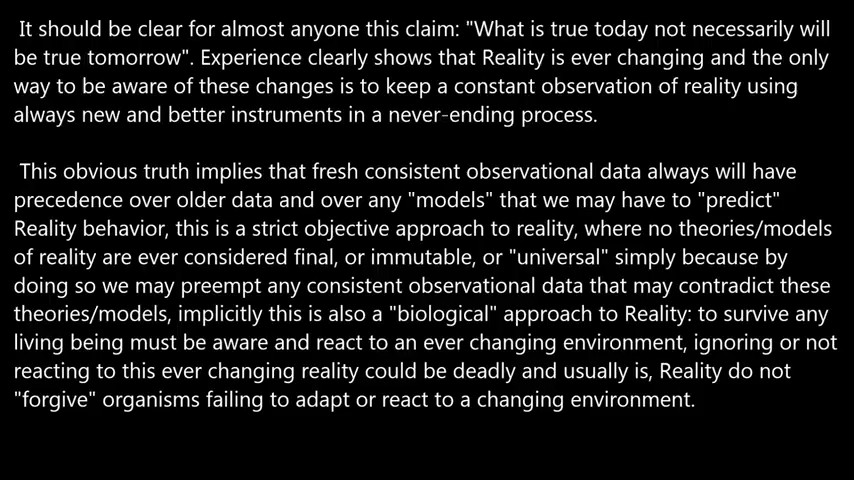 It should be clear for almost anyone this claim: "What is true today not necessarily will
be true tomorrow". Experience clearly shows that Reality is ever changing and the only
way to be aware of these changes is to keep a constant observation of reality using
always new and better instruments in a never-ending process.
This obvious truth implies that fresh consistent observational data always will have
precedence over older data and over any "models" that we may have to "predict"
Reality behavior, this is a strict objective approach to reality, where no theories/models
of reality are ever considered final, or immutable, or "universal" simply because by
doing so we may preempt any consistent observational data that may contradict these
theories/models, implicitly this is also a "biological" approach to Reality: to survive any
living being must be aware and react to an ever changing environment, ignoring or not
reacting to this ever changing reality could be deadly and usually is, Reality do not
"forgive" organisms failing to adapt or react to a changing environment.